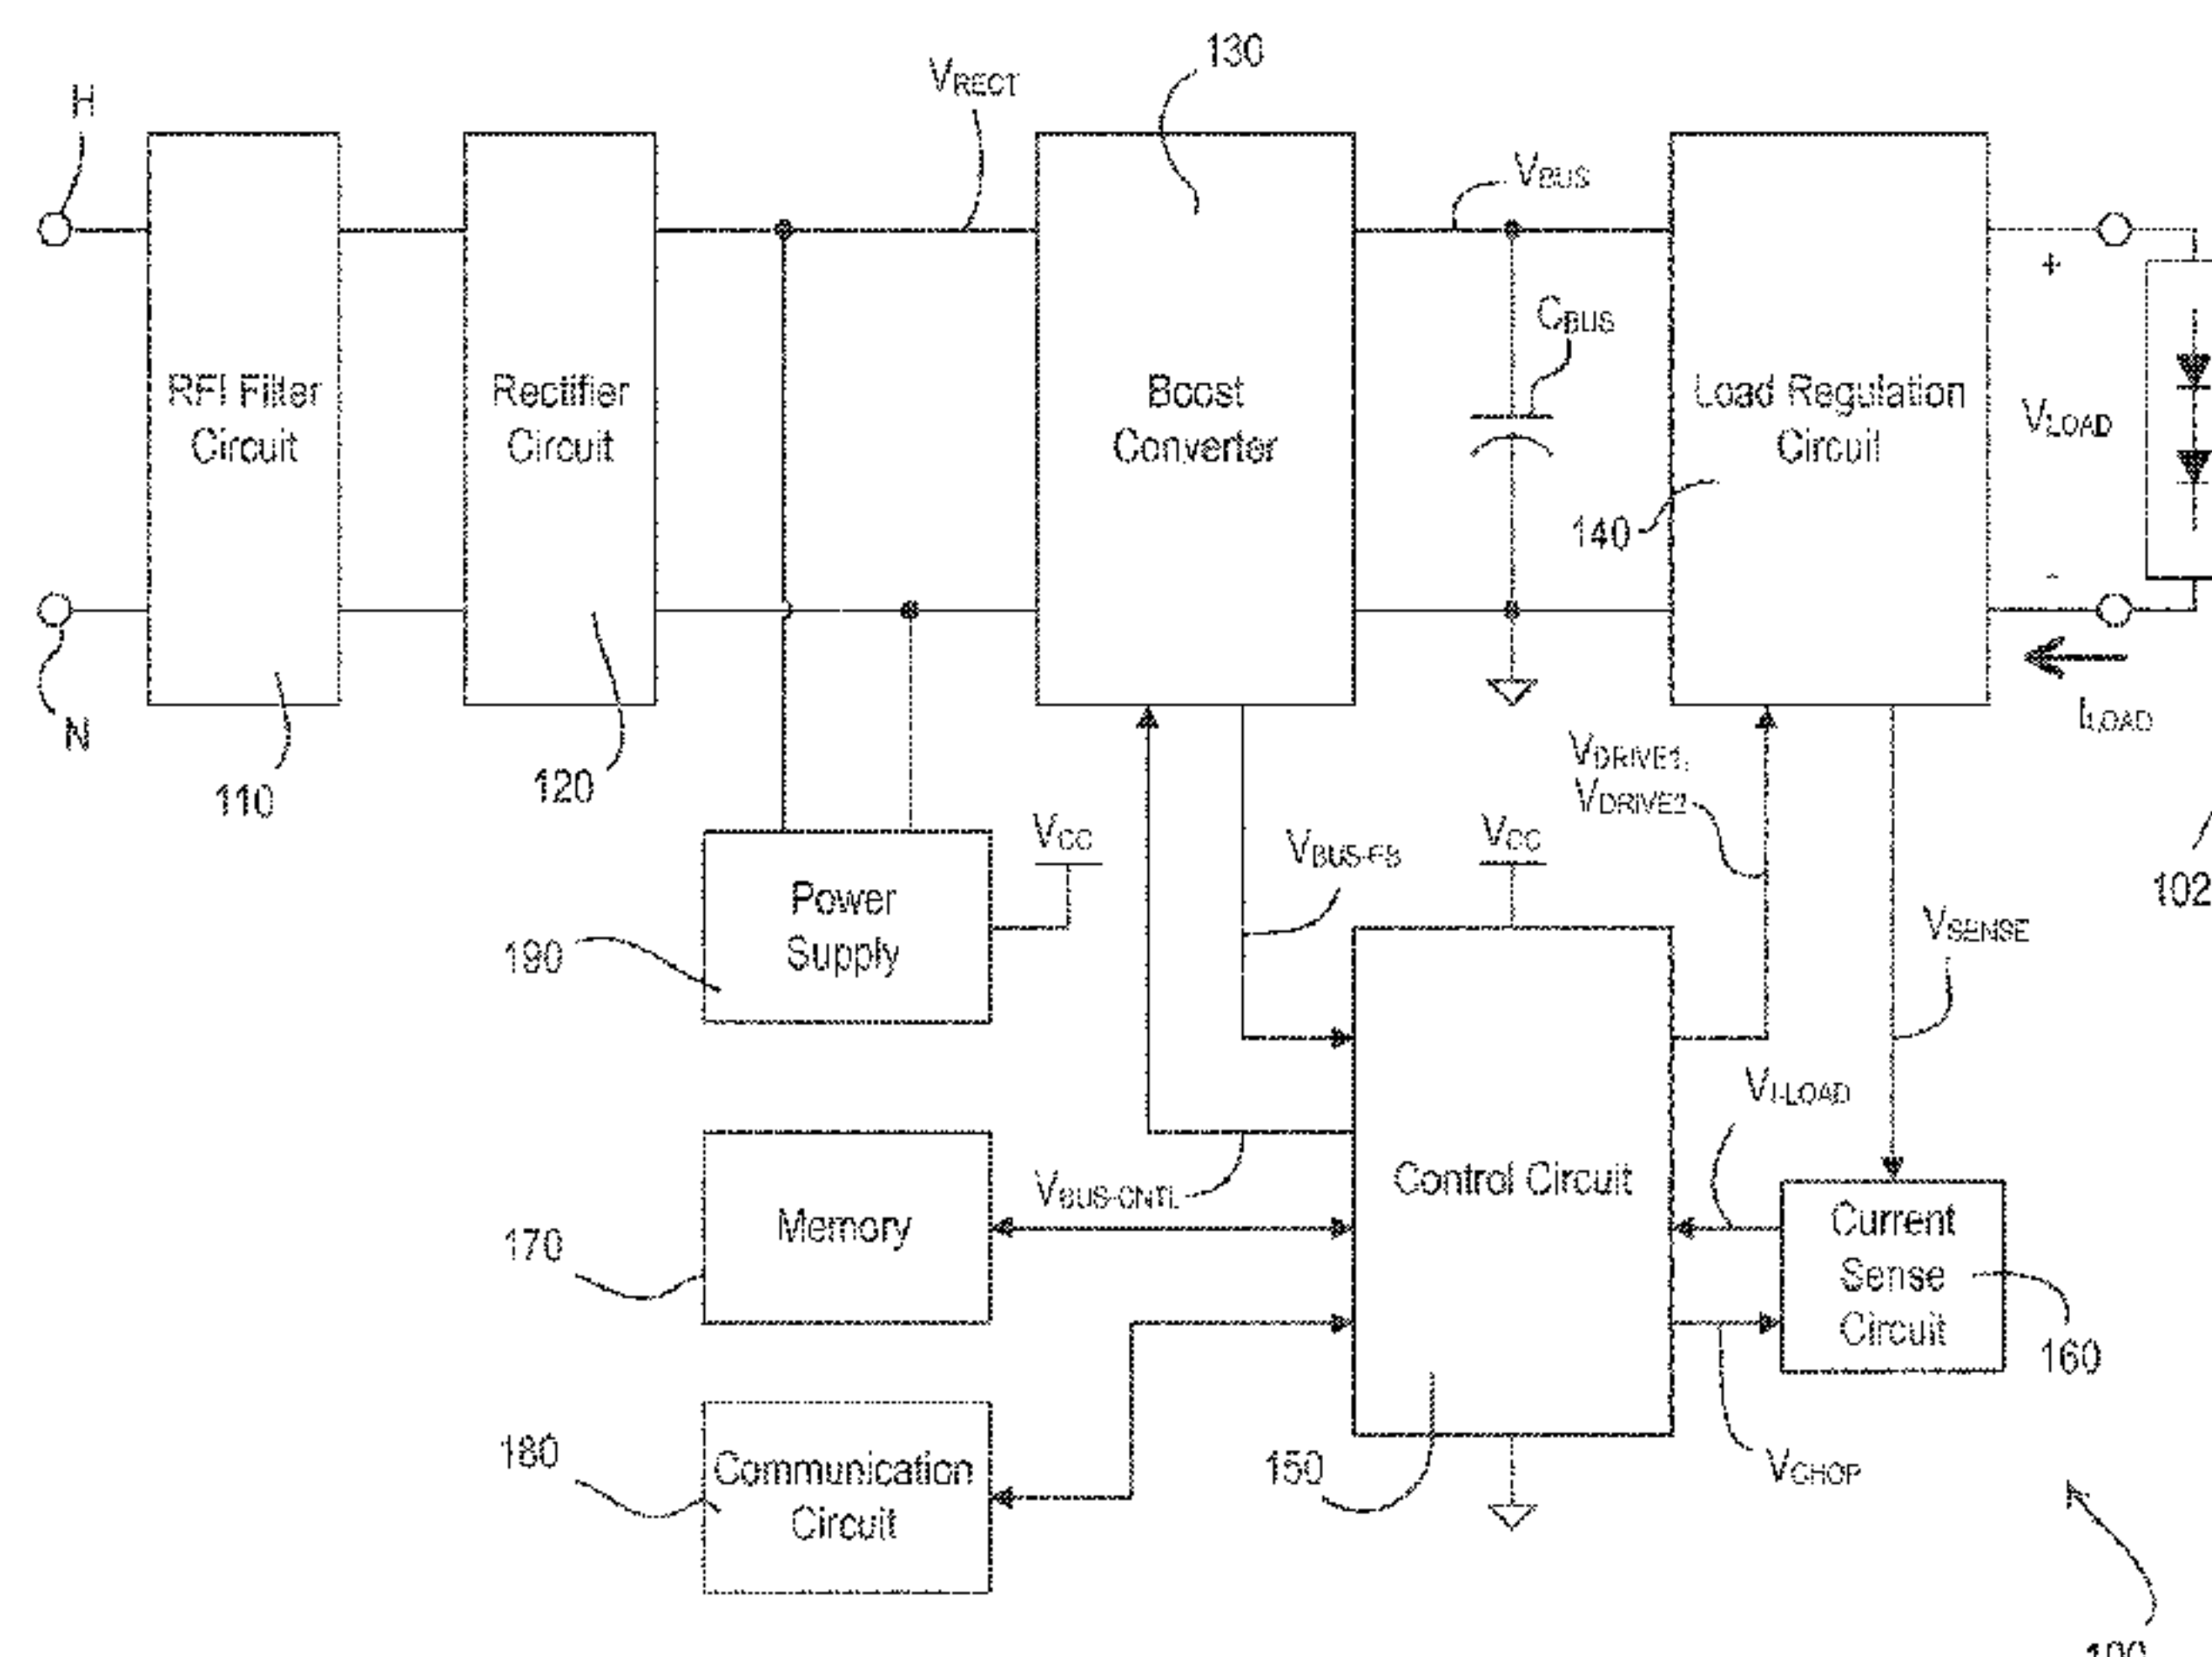 130
VRECT
H
VBUS
CBUS
RFI Filter
Circuit
Rectifier
Circuit
Boost
Converter
Load Regulation
Circuit
+
VLOAD
140
-
N
ILOAD
110
120
VDRIVE1,
VDRIVE2
VCC
VCC
VBUS-FB
102
Power
Supply
190
VSENSE
VI-LOAD
Control Circuit
VBUS-CNTL
Memory
170
Current
Sense
Circuit
160
180
Communication
Circuit
150
VCHOP